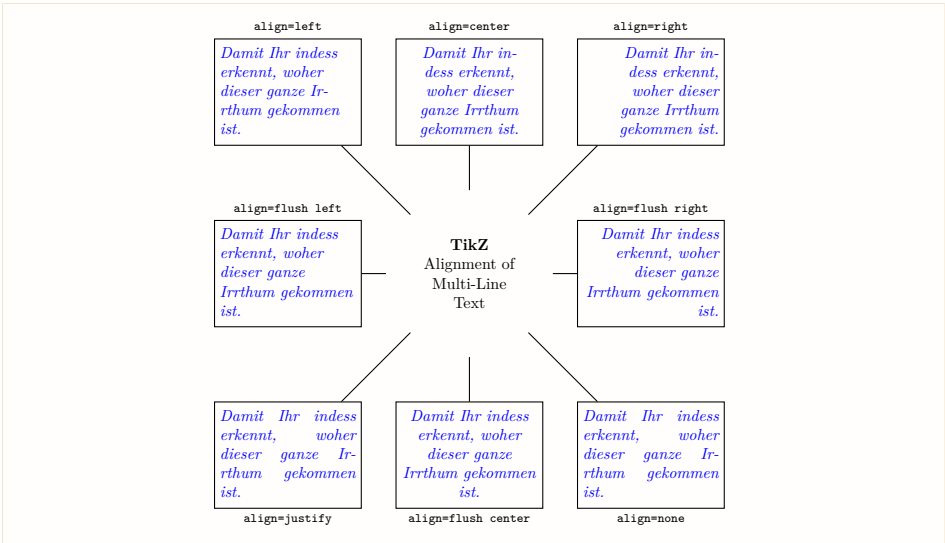 align=left
Damit Ihr indess
erkennt, woher
dieser ganze Ir-
rthum gekommen
ist.
align=center
Damit Ihr in-
dess erkennt,
woher dieser
ganze Irrthum
gekommen ist.
align=right
Damit Ihr in-
dess erkennt,
woher dieser
ganze Irrthum
gekommen ist.
align=flush left
Damit Ihr indess
erkennt, woher
dieser ganze
Irrthum gekommen
ist.
TikZ
Alignment of
Multi-Line
Text
align=flush right
Damit Ihr indess
erkennt, woher
dieser ganze
Irrthum gekommen
ist.
Damit Ihr indess
erkennt, woher
dieser ganze Ir-
rthum gekommen
ist.
align=justify
Damit Ihr indess
erkennt, woher
dieser ganze
Irrthum gekommen
ist.
align=flush center
Damit Ihr indess
erkennt, woher
dieser ganze Ir-
rthum gekommen
ist.
align=none